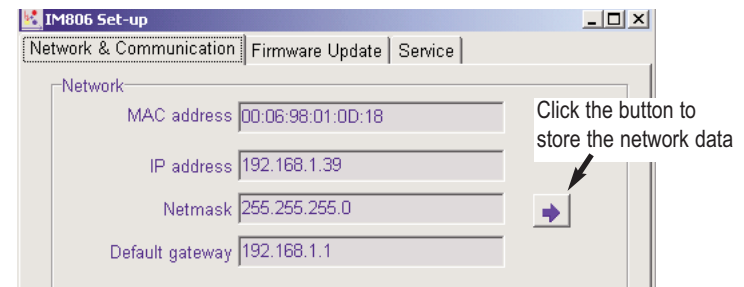 IM806 Set-up
Network & Communication Firmware Update Service
Network
MAC address 00:06:98:01:0D:18
Click the button to
store the network data
IP address 192.168.1.39
Netmask 255.255.255.0
Default gateway 192.168.1.1